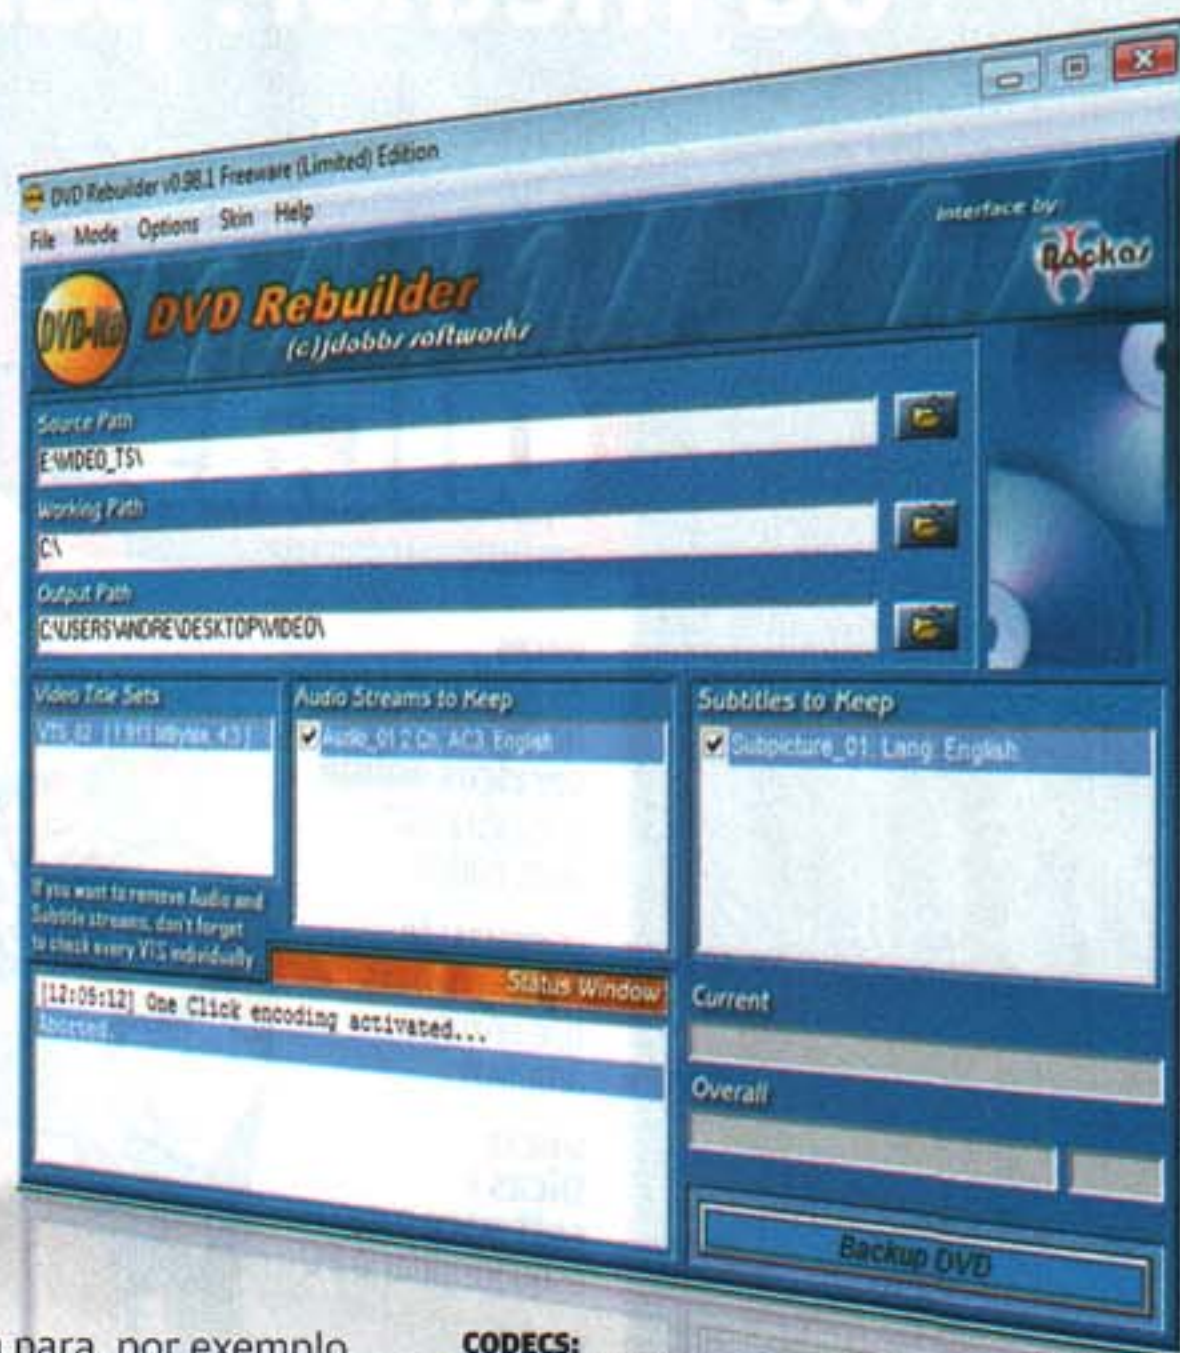 DVD Rebuilder v0.98.1 Freeware (Limited) Edition
File Mode Options Skin Help
Interface by:
Rockas
DVD-RB
DVD Rebuilder
(c)jdobbs softworks
Source Path
E:\VIDEO_TS\
Working Path
C:\
Output Path
C:\USERS\ANDRE\DESKTOP\VIDEO\
Video Title Sets
Audio Streams to Keep
Subtitles to Keep
VTS_02
Audio_01 2 Ch, AC3, English
Subpicture_01, Lang: English
If you want to remove Audio and
Subtitle streams, don't forget
to check every VTS individually
Status Window
[12:05:12] One Click encoding activated...
Aborted.
Current
Overall
Backup DVD
para, por exemplo
CODECS: